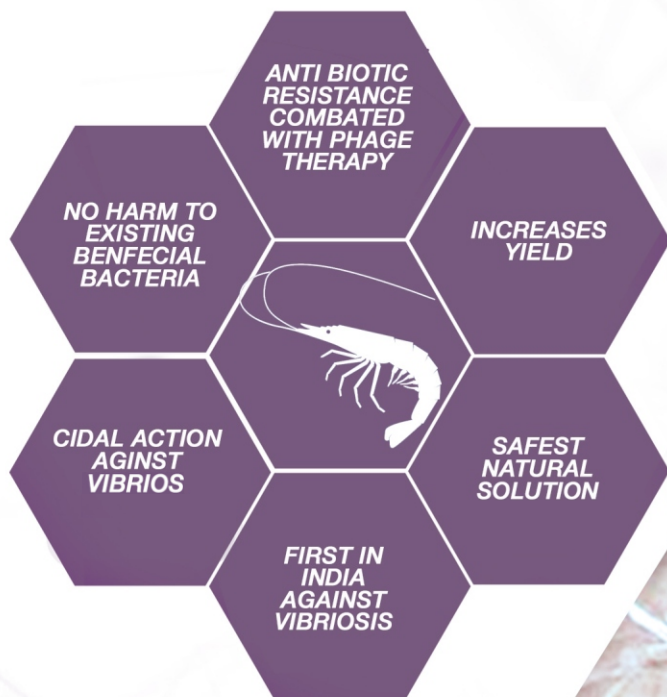 ANTI BIOTIC
RESISTANCE
COMBATED
WITH PHAGE
THERAPY
NO HARM TO
EXISTING
BENFECIAL
BACTERIA
INCREASES
YIELD
CIDAL ACTION
AGINST
VIBRIOS
SAFEST
NATURAL
SOLUTION
FIRST IN
INDIA
AGAINST
VIBRIOSIS